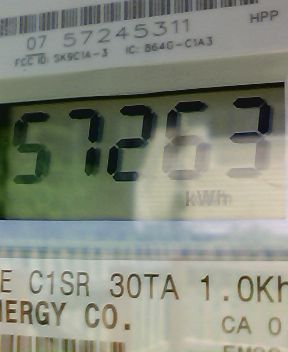 07 57245311 HPP
FCC ID: SK9C1A-3 IC: 864G-C1A3
57263
kWh
E C1SR 30TA 1.0Kh
NERGY CO.
CA 0